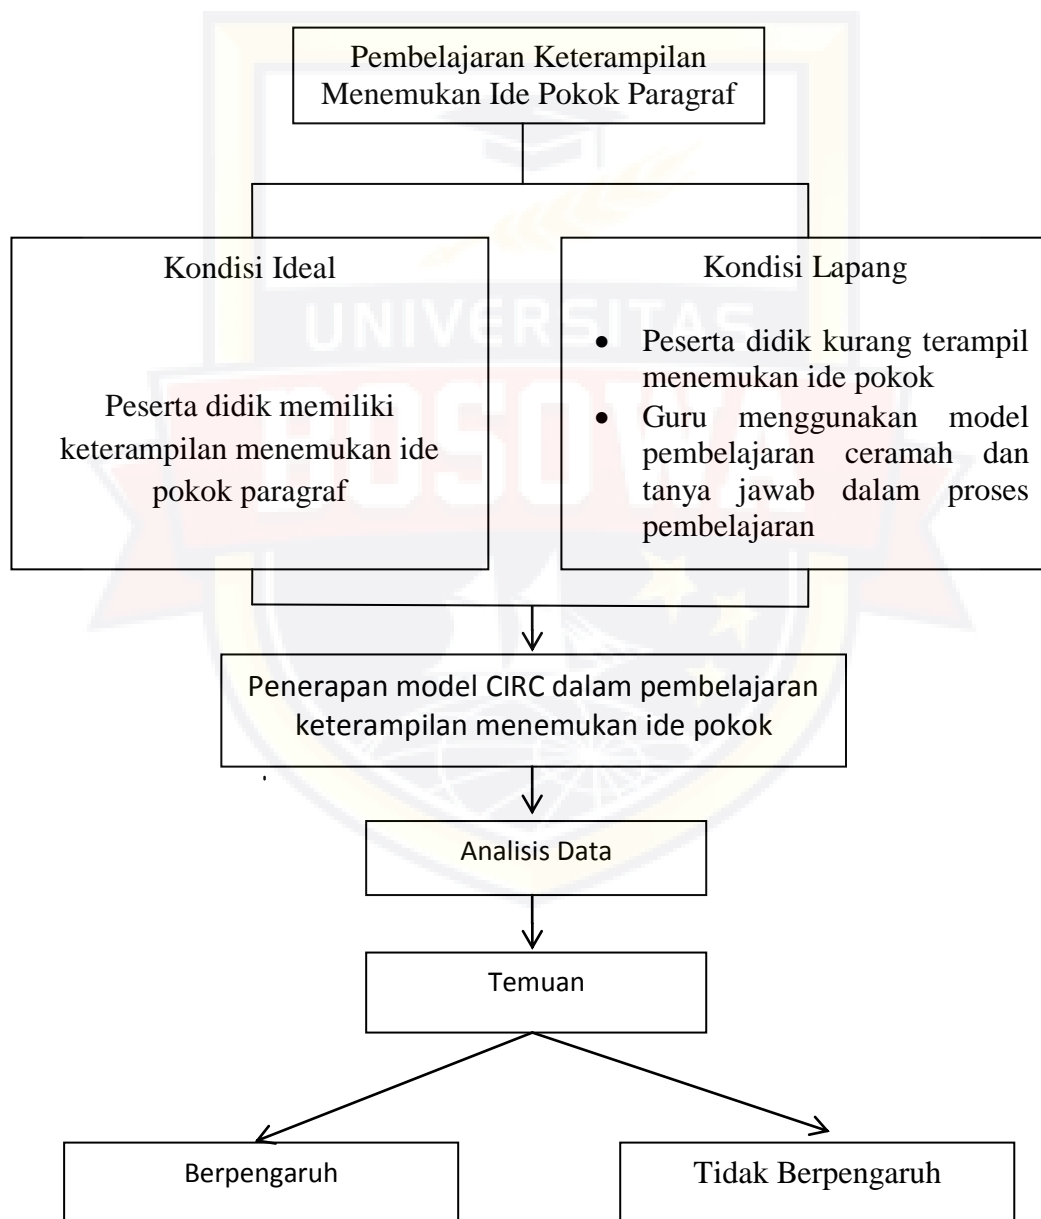 Pembelajaran Keterampilan
Menemukan Ide Pokok Paragraf
Kondisi Ideal
Peserta didik memiliki
keterampilan menemukan ide
pokok paragraf
Kondisi Lapang
• Peserta didik kurang terampil
menemukan ide pokok
• Guru menggunakan model
pembelajaran ceramah dan
tanya jawab dalam proses
pembelajaran
UNIVERSITAS
BOSOWA
Penerapan model CIRC dalam pembelajaran
keterampilan menemukan ide pokok
Analisis Data
Temuan
Berpengaruh
Tidak Berpengaruh